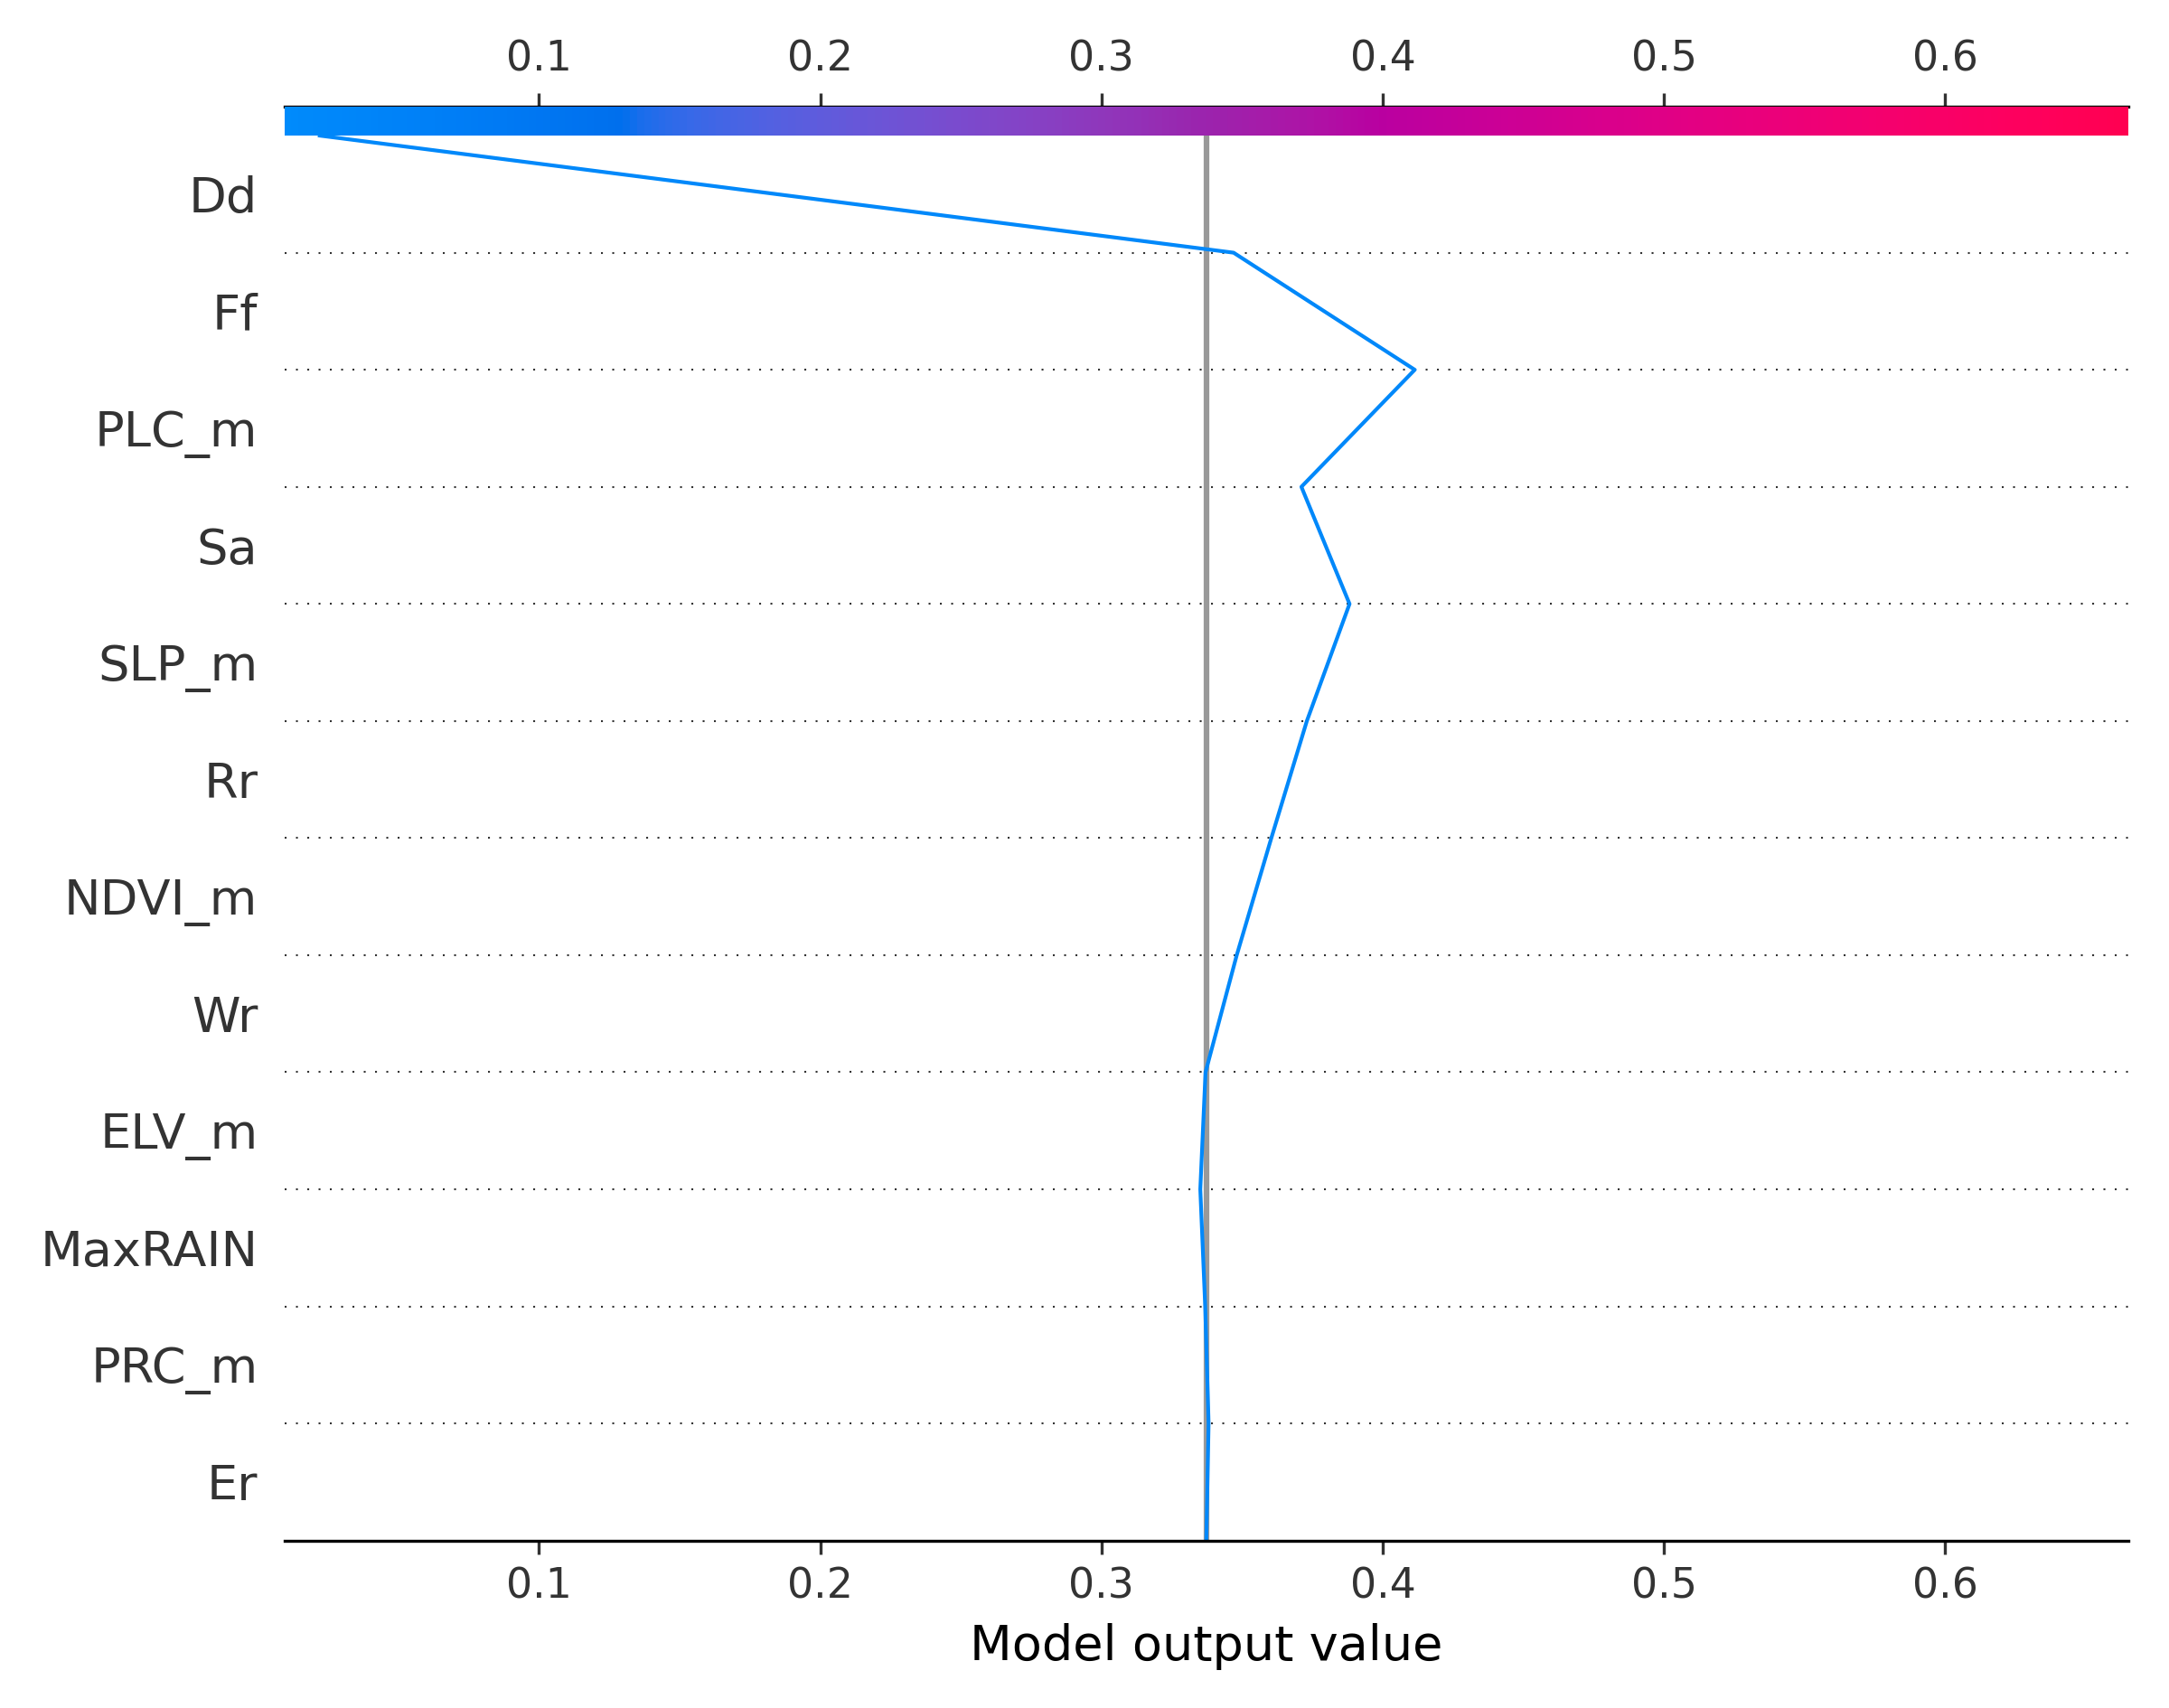 0.1 0.2 0.3 0.4 0.5 0.6
Dd
Ff
PLC_m
Sa
SLP_m
Rr
NDVI_m
Wr
ELV_m
MaxRAIN
PRC_m
Er
0.1 0.2 0.3 0.4 0.5 0.6
Model output value